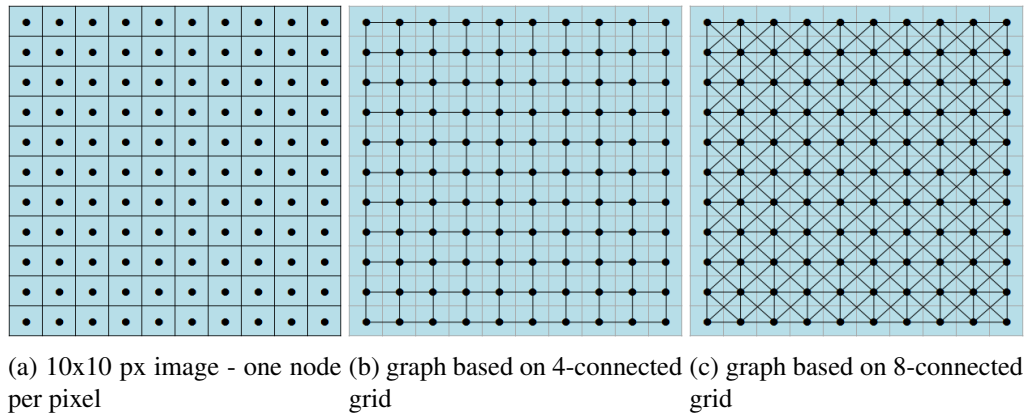 (a) 10x10 px image - one node
per pixel
(b) graph based on 4-connected
grid
(c) graph based on 8-connected
grid